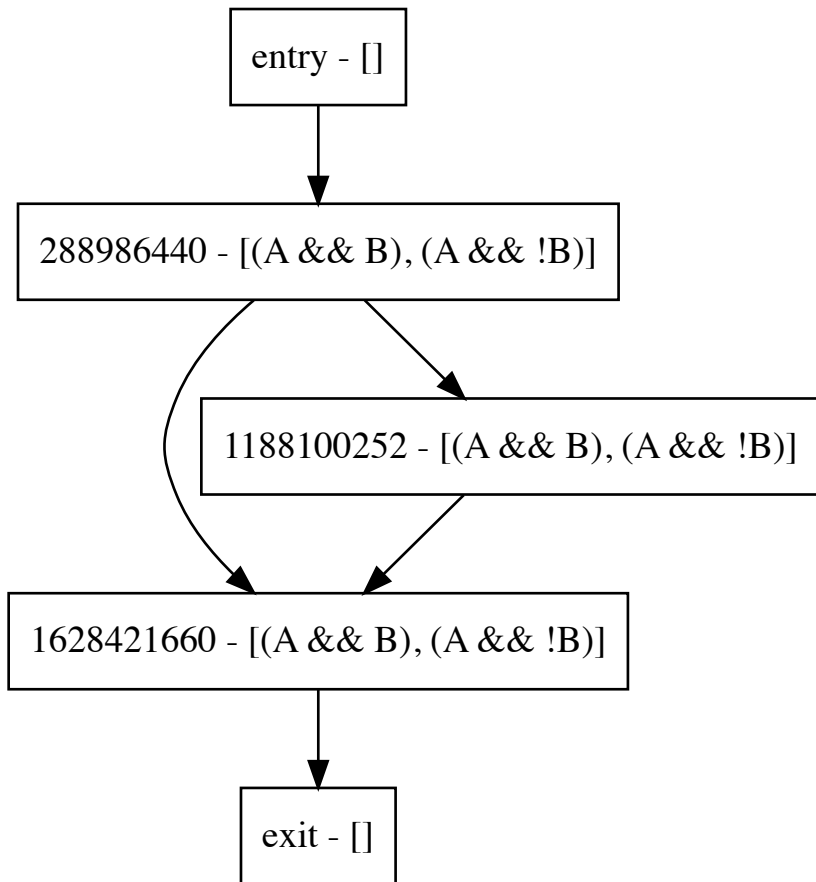 entry - []
288986440 - [(A && B), (A && !B)]
1188100252 - [(A && B), (A && !B)]
1628421660 - [(A && B), (A && !B)]
exit - []